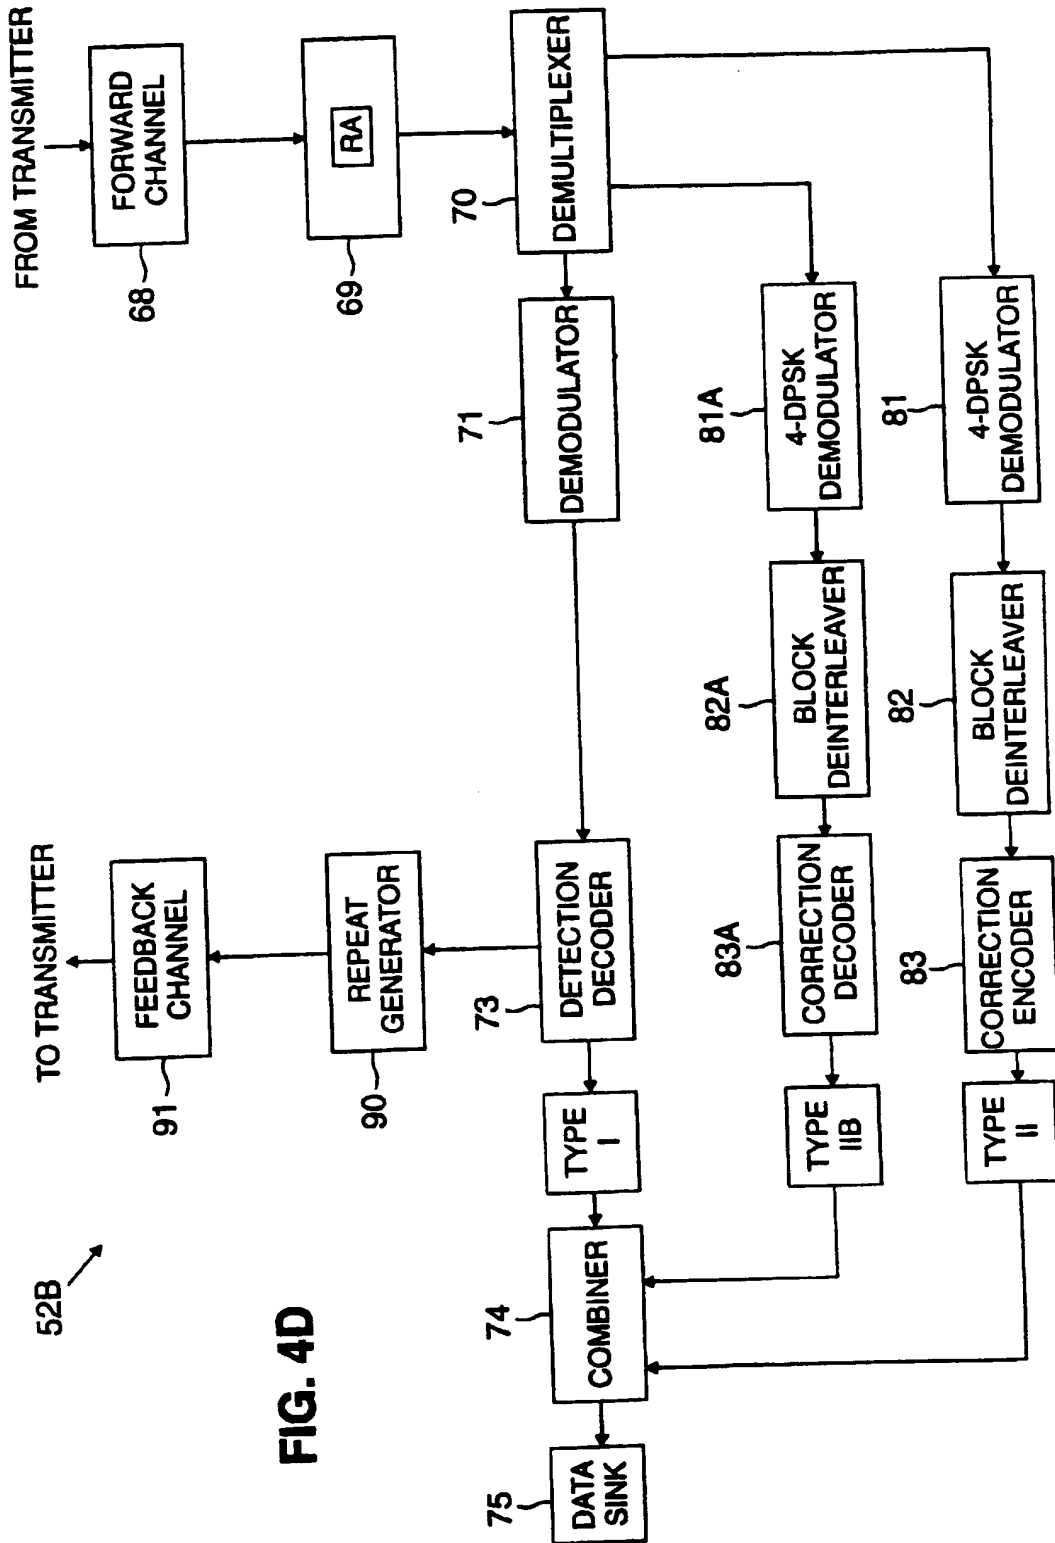 FROM TRANSMITTER
FORWARD
CHANNEL
68
RA
69
DEMULTIPLEXER
70
DEMODULATOR
71
4-DPSK
DEMODULATOR
81A
4-DPSK
DEMODULATOR
81
BLOCK
DEINTERLEAVER
82A
BLOCK
DEINTERLEAVER
82
TO TRANSMITTER
FEEDBACK
CHANNEL
91
REPEAT
GENERATOR
90
DETECTION
DECODER
73
CORRECTION
DECODER
83A
CORRECTION
ENCODER
83
TYPE
I
TYPE
IIB
TYPE
II
COMBINER
74
DATA
SINK
75
52B
FIG. 4D